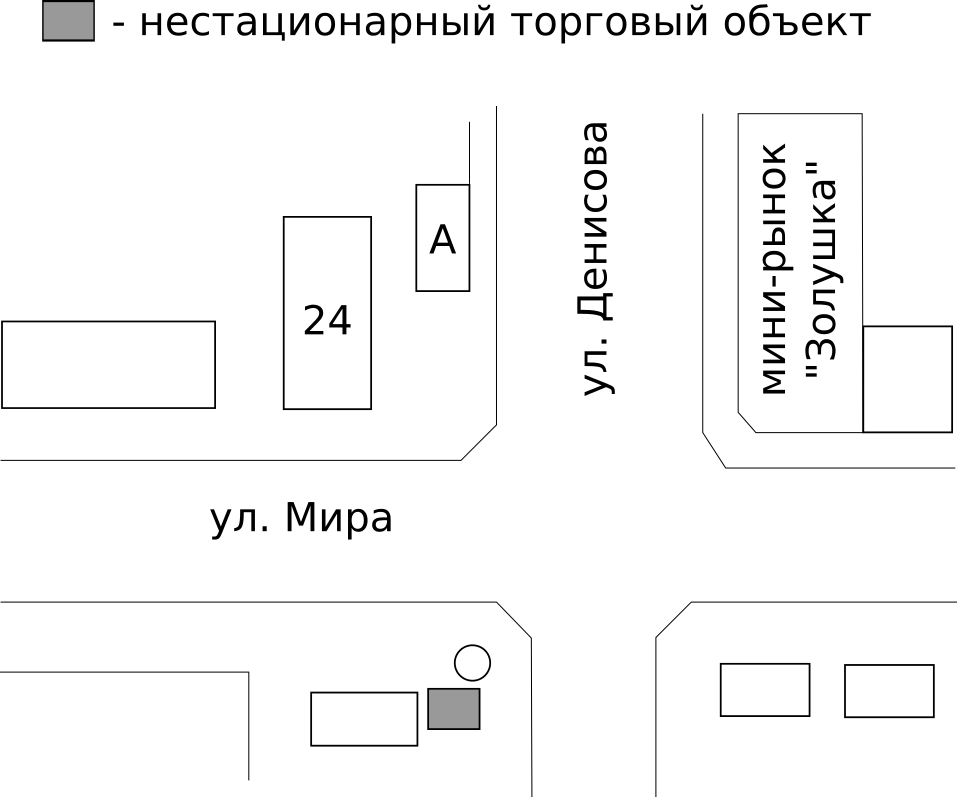 - нестационарный торговый объект
ул. Денисова
мини-рынок
"Золушка"
А
24
ул. Мира